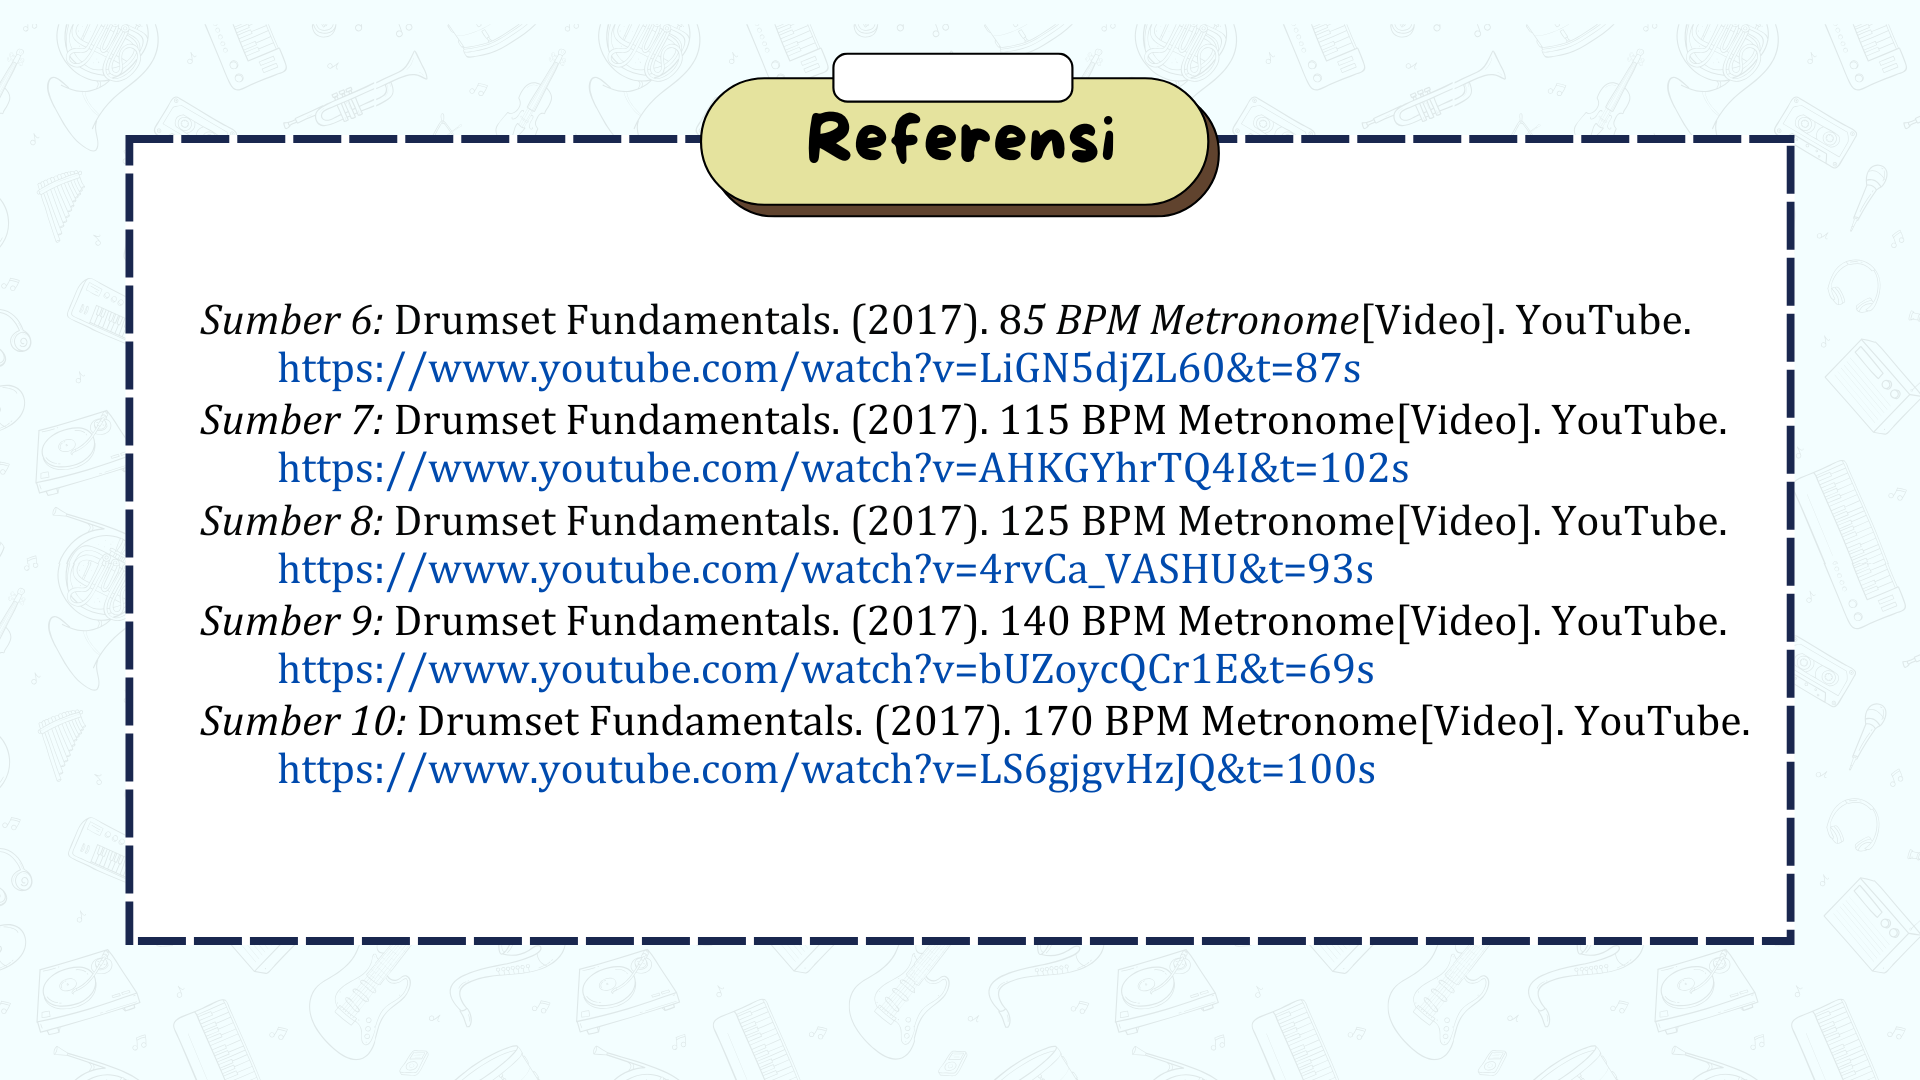 Referensi
Sumber 6: Drumset Fundamentals. (2017). 85 BPM Metronome[Video]. YouTube.
https://www.youtube.com/watch?v=LiGN5djZL60&t=87s
Sumber 7: Drumset Fundamentals. (2017). 115 BPM Metronome[Video]. YouTube.
https://www.youtube.com/watch?v=AHKGYhrTQ4I&t=102s
Sumber 8: Drumset Fundamentals. (2017). 125 BPM Metronome[Video]. YouTube.
https://www.youtube.com/watch?v=4rvCa_VASHU&t=93s
Sumber 9: Drumset Fundamentals. (2017). 140 BPM Metronome[Video]. YouTube.
https://www.youtube.com/watch?v=bUZoycQCr1E&t=69s
Sumber 10: Drumset Fundamentals. (2017). 170 BPM Metronome[Video]. YouTube.
https://www.youtube.com/watch?v=LS6gjgvHzJQ&t=100s